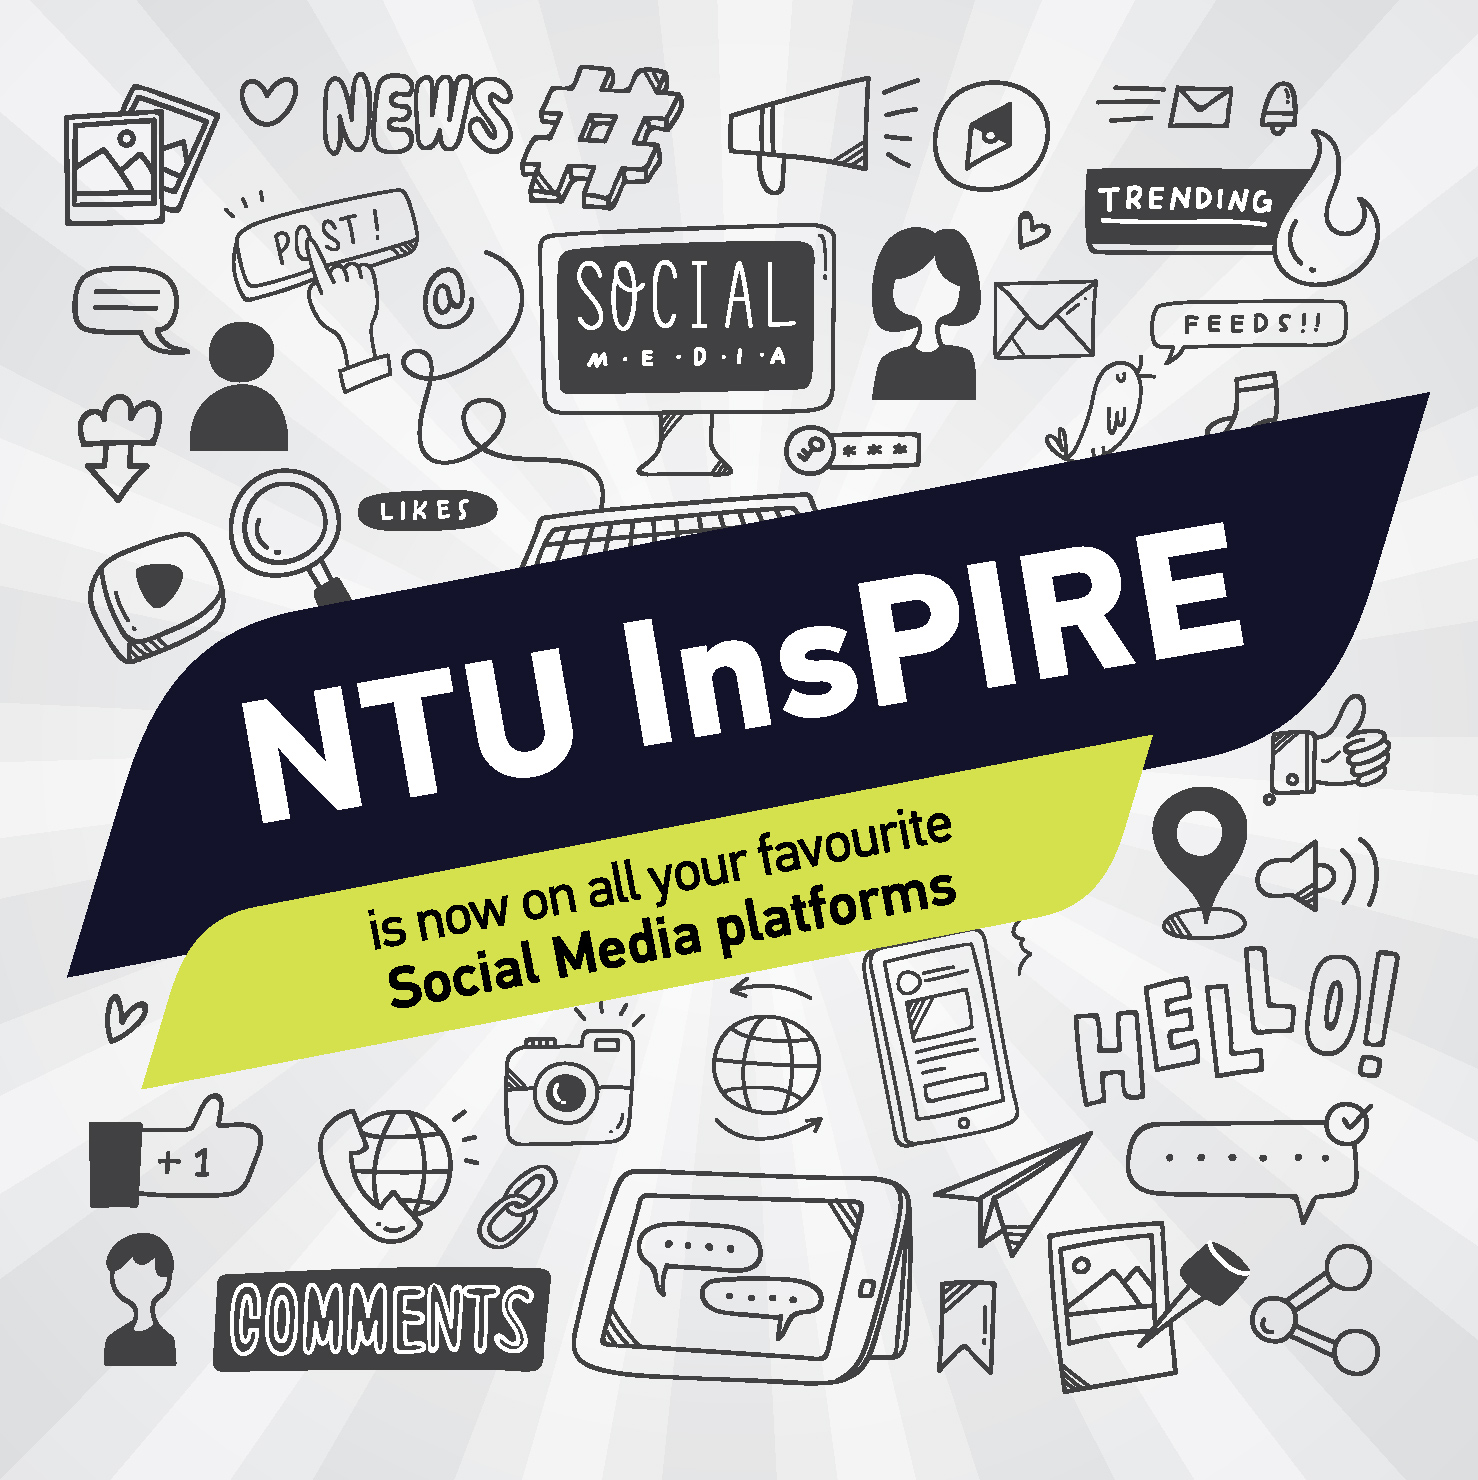 NEWS
#
POST!
@
TRENDING
SOCIAL
M·E·D·I·A
FEEDS!!
***
LIKES
NTU InsPIRE
is now on all your favourite
Social Media platforms
HELLO!
+1
COMMENTS